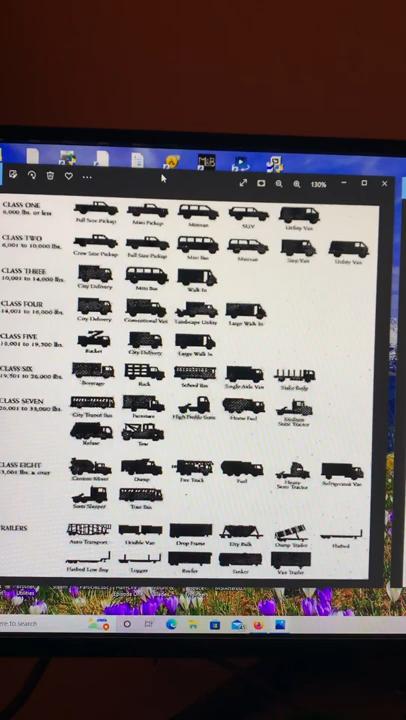 130%
CLASS ONE
6,000 lbs. or less
Full Size Pickup Mini Pickup Minivan SUV Utility Van
CLASS TWO
6,001 to 10,000 lbs.
Crew Size Pickup Full Size Pickup Mini Bus Minivan Step Van Utility Van
CLASS THREE
10,001 to 14,000 lbs.
City Delivery Mini Bus Walk In
CLASS FOUR
14,001 to 16,000 lbs.
City Delivery Conventional Van Landscape Utility Large Walk In
CLASS FIVE
16,001 to 19,500 lbs.
Bucket City Delivery Large Walk In
CLASS SIX
19,501 to 26,000 lbs.
Beverage Rack School Bus Single Axle Van Stake Body
CLASS SEVEN
26,001 to 33,000 lbs.
City Transit Bus Furniture High Profile Semi Home Fuel Medium Semi Tractor
Refuse Tow
CLASS EIGHT
33,001 lbs. & over
Cement Mixer Dump Fire Truck Fuel Heavy Semi Tractor Refrigerated Van
Semi Sleeper Tour Bus
TRAILERS
Auto Transport Double Van Drop Frame Dry Bulk Dump Trailer Flatbed
Flatbed Low Boy Logger Reefer Tanker Van Trailer
ere to search